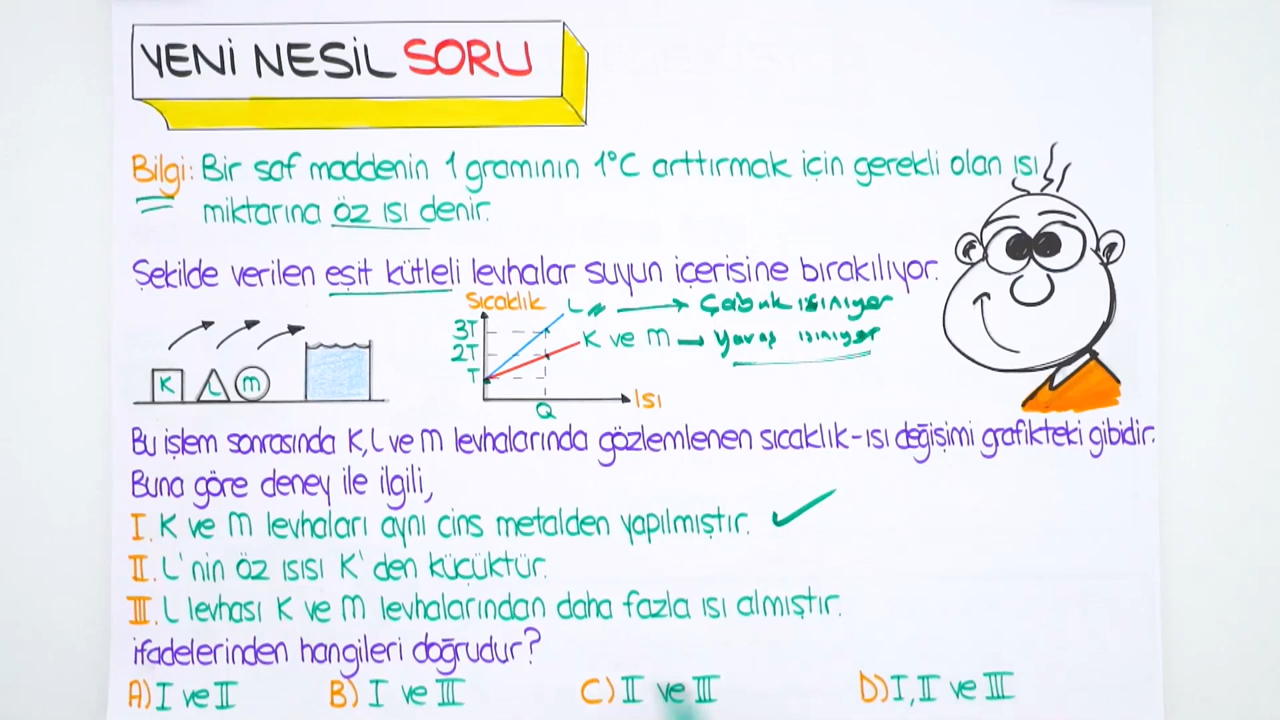 YENİ NESİL SORU
Bilgi: Bir saf maddenin 1 gramının 1°C arttırmak için gerekli olan ısı
miktarına öz ısı denir.
Şekilde verilen eşit kütleli levhalar suyun içerisine bırakılıyor.
Sıcaklık
L → Çabuk ısınıyor
3T
K ve M → Yavaş ısınıyor
2T
T
K L M
Isı
Q
Bu işlem sonrasında K, L ve M levhalarında gözlemlenen sıcaklık-ısı değişimi grafikteki gibidir.
Buna göre deney ile ilgili,
I. K ve M levhaları aynı cins metalden yapılmıştır.
II. L'nin öz ısısı K'den küçüktür.
III. L levhası K ve M levhalarından daha fazla ısı almıştır.
ifadelerinden hangileri doğrudur?
A) I ve II B) I ve III C) II ve III D) I, II ve III